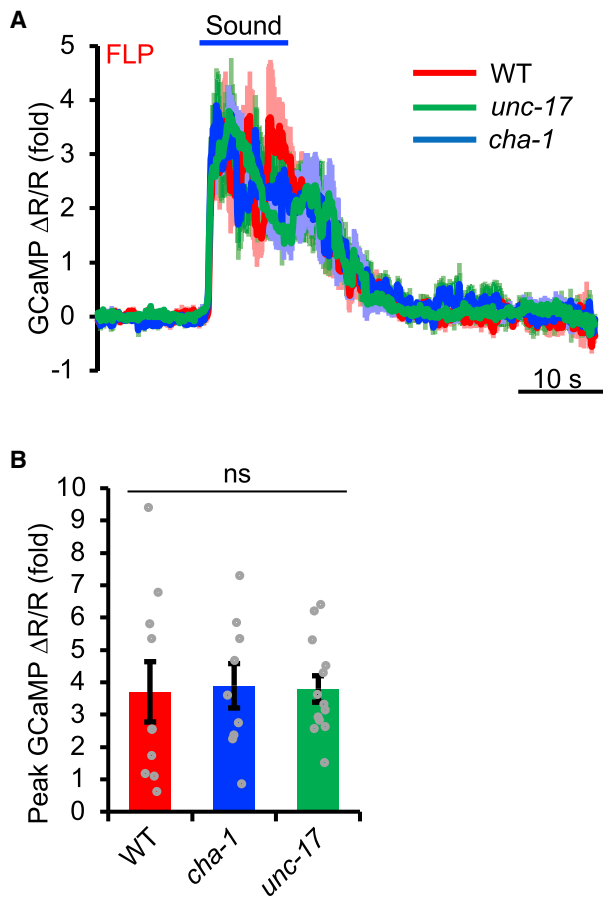 A
Sound
FLP
5
4
3
2
1
0
-1
GCaMP ΔR/R (fold)
WT
unc-17
cha-1
10 s
B
ns
10
9
8
7
6
5
4
3
2
1
0
Peak GCaMP ΔR/R (fold)
WT
cha-1
unc-17